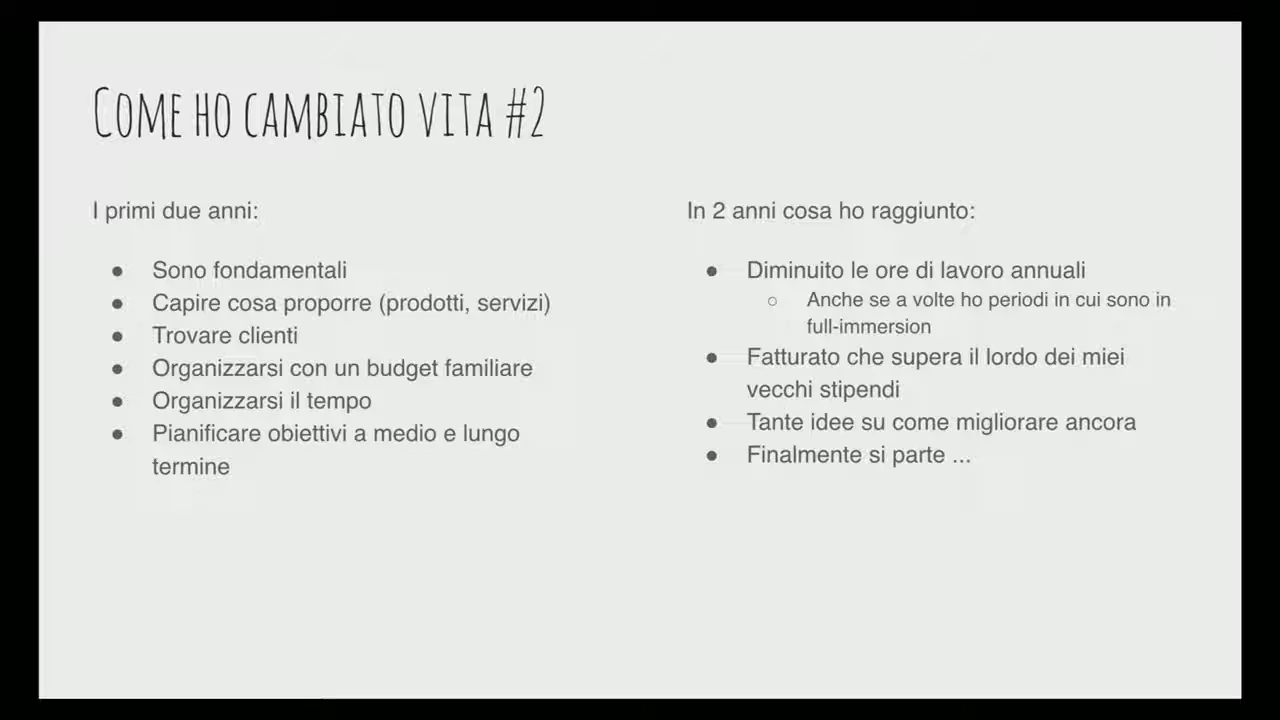 COME HO CAMBIATO VITA #2
I primi due anni:
● Sono fondamentali
● Capire cosa proporre (prodotti, servizi)
● Trovare clienti
● Organizzarsi con un budget familiare
● Organizzarsi il tempo
● Pianificare obiettivi a medio e lungo
termine
In 2 anni cosa ho raggiunto:
● Diminuito le ore di lavoro annuali
○ Anche se a volte ho periodi in cui sono in
full-immersion
● Fatturato che supera il lordo dei miei
vecchi stipendi
● Tante idee su come migliorare ancora
● Finalmente si parte ...